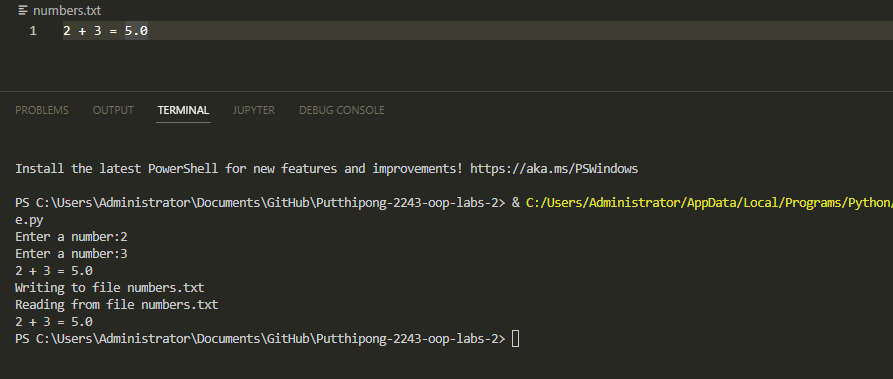 numbers.txt
1 2 + 3 = 5.0
PROBLEMS OUTPUT TERMINAL JUPYTER DEBUG CONSOLE
Install the latest PowerShell for new features and improvements! https://aka.ms/PSWindows
PS C:\Users\Administrator\Documents\GitHub\Putthipong-2243-oop-labs-2> & C:/Users/Administrator/AppData/Local/Programs/Python/
e.py
Enter a number:2
Enter a number:3
2 + 3 = 5.0
Writing to file numbers.txt
Reading from file numbers.txt
2 + 3 = 5.0
PS C:\Users\Administrator\Documents\GitHub\Putthipong-2243-oop-labs-2>